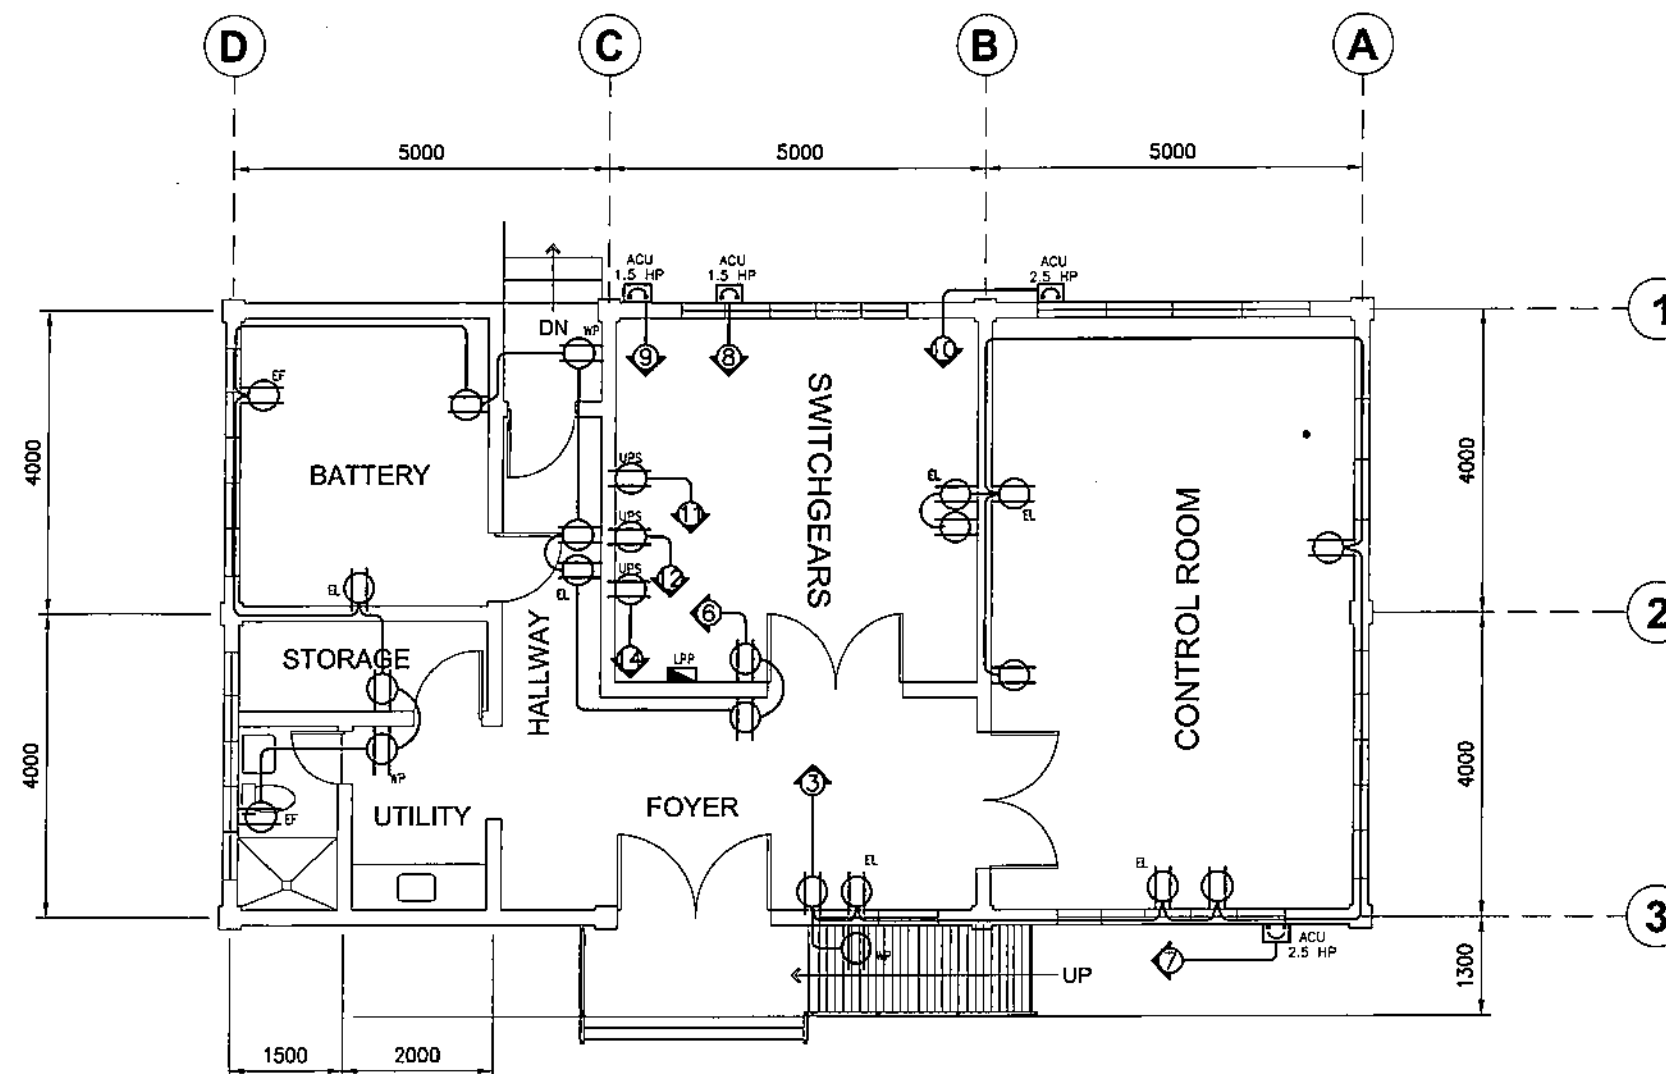 D C B A
5000 5000 5000
ACU
1.5 HP
ACU
1.5 HP
ACU
2.5 HP
1
DN WP
9 8 10
EF
4000
BATTERY
SWITCHGEARS
CONTROL ROOM
4000
UPS
11
UPS
12
UPS
14
EL
EL
EL
EL
2
6
STORAGE
HALLWAY
LPP
4000
WP
EF
UTILITY
FOYER
3
4000
EL
EL
3
WP
7
ACU
2.5 HP
UP
1300
1500 2000